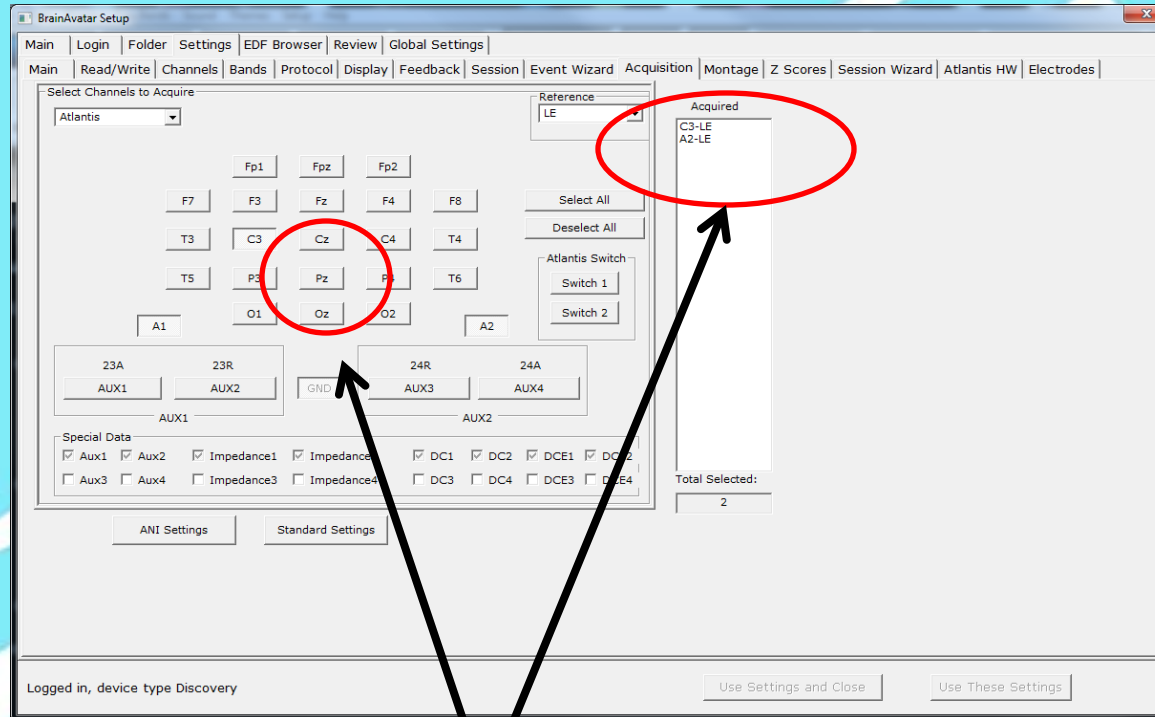 BrainAvatar Setup
Main Login Folder Settings EDF Browser Review Global Settings
Main Read/Write Channels Bands Protocol Display Feedback Session Event Wizard Acquisition Montage Z Scores Session Wizard Atlantis HW Electrodes
Select Channels to Acquire
Atlantis
Reference
LE
Acquired
C3-LE
A2-LE
Fp1 Fpz Fp2
F7 F3 Fz F4 F8
Select All
T3 C3 Cz C4 T4
Deselect All
Atlantis Switch
T5 P3 Pz P4 T6
Switch 1
O1 Oz O2
Switch 2
A1 A2
23A 23R 24R 24A
AUX1 AUX2 GND AUX3 AUX4
AUX1 AUX2
Special Data
Aux1 Aux2 Impedance1 DC1 DC2 DCE1
Aux3 Aux4 Impedance3 Impedance4 DC3 DC4 DCE3 DCE4
Total Selected:
2
ANI Settings Standard Settings
Logged in, device type Discovery
Use Settings and Close Use These Settings